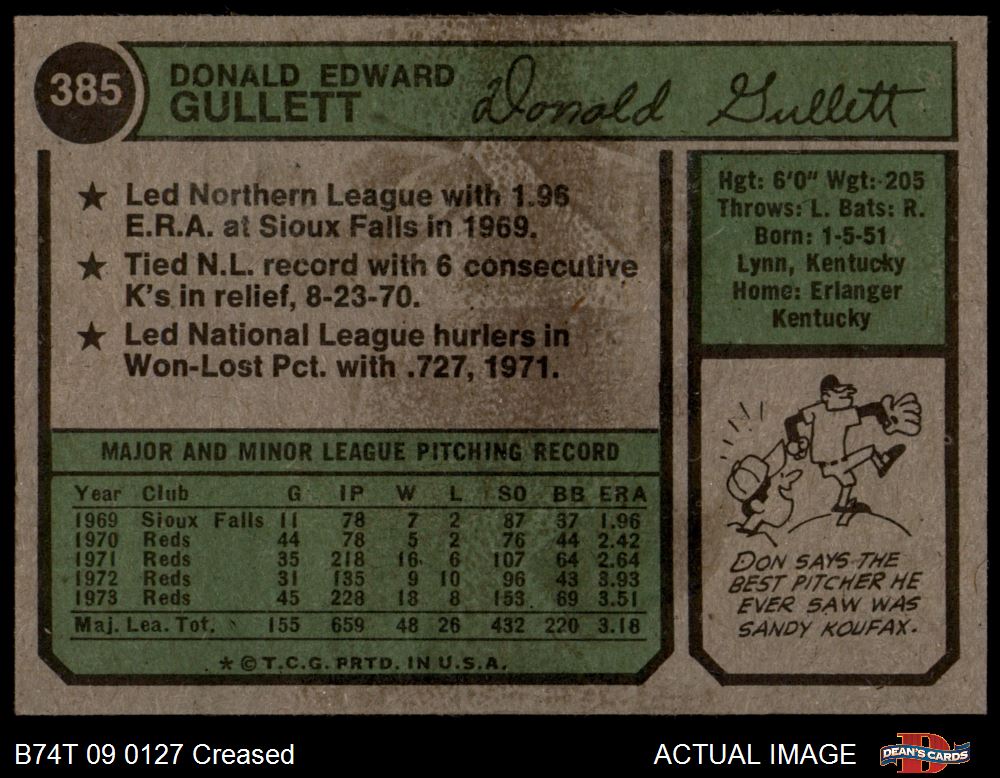 385
DONALD EDWARD
GULLETT
Donald Gullett
★ Led Northern League with 1.96
E.R.A. at Sioux Falls in 1969.
★ Tied N.L. record with 6 consecutive
K's in relief, 8-23-70.
★ Led National League hurlers in
Won-Lost Pct. with .727, 1971.
Hgt: 6'0" Wgt: 205
Throws: L. Bats: R.
Born: 1-5-51
Lynn, Kentucky
Home: Erlanger
Kentucky
MAJOR AND MINOR LEAGUE PITCHING RECORD
Year Club G IP W L SO BB ERA
1969 Sioux Falls 11 78 7 2 87 37 1.96
1970 Reds 44 78 5 2 76 44 2.42
1971 Reds 35 218 16 6 107 64 2.64
1972 Reds 31 135 9 10 96 43 3.93
1973 Reds 45 228 18 8 153 69 3.51
Maj. Lea. Tot. 155 659 48 26 432 220 3.18
* © T.C.G. PRTD. IN U.S.A.
DON SAYS THE
BEST PITCHER HE
EVER SAW WAS
SANDY KOUFAX.
B74T 09 0127 Creased
ACTUAL IMAGE
DEAN'S CARDS